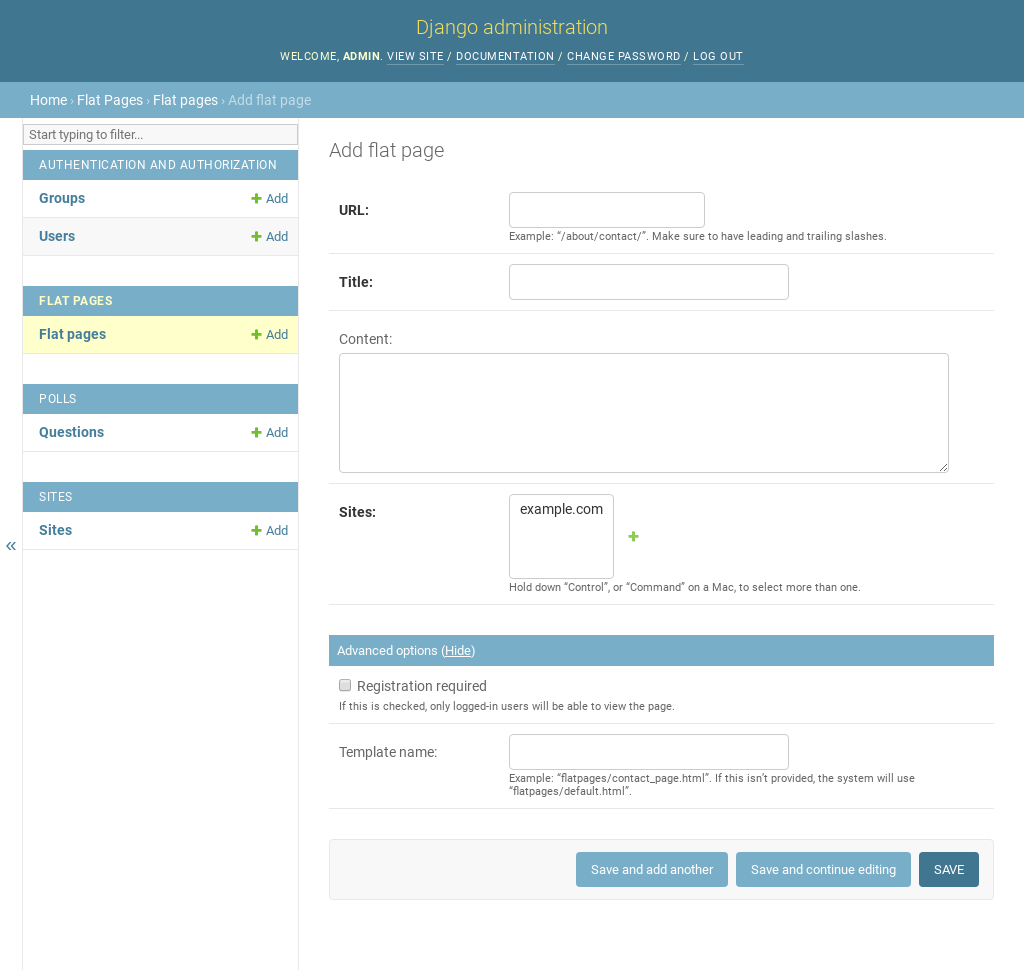 Django administration
WELCOME, ADMIN. VIEW SITE / DOCUMENTATION / CHANGE PASSWORD / LOG OUT
Home › Flat Pages › Flat pages › Add flat page
Start typing to filter...
AUTHENTICATION AND AUTHORIZATION
Groups Add
Users Add
FLAT PAGES
Flat pages Add
POLLS
Questions Add
SITES
Sites Add
«
Add flat page
URL:
Example: “/about/contact/”. Make sure to have leading and trailing slashes.
Title:
Content:
Sites:
example.com
Hold down “Control”, or “Command” on a Mac, to select more than one.
Advanced options (Hide)
Registration required
If this is checked, only logged-in users will be able to view the page.
Template name:
Example: “flatpages/contact_page.html”. If this isn’t provided, the system will use
“flatpages/default.html”.
Save and add another
Save and continue editing
SAVE